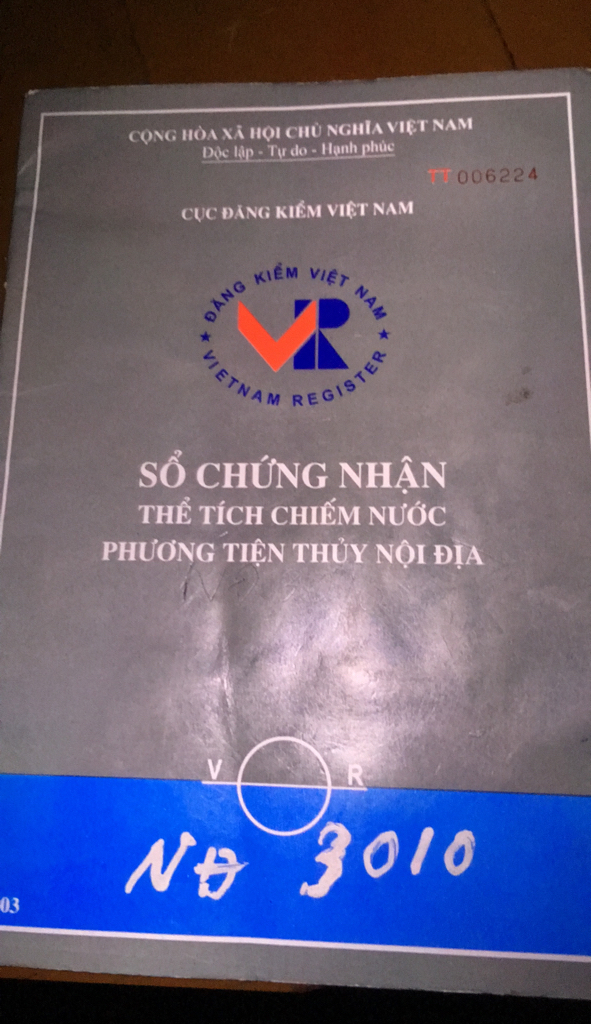 CỘNG HÒA XÃ HỘI CHỦ NGHĨA VIỆT NAM
Độc lập - Tự do - Hạnh phúc
TT 006224
CỤC ĐĂNG KIỂM VIỆT NAM
★ ĐĂNG KIỂM VIỆT NAM ★
VR
VIETNAM REGISTER
SỔ CHỨNG NHẬN
THỂ TÍCH CHIẾM NƯỚC
PHƯƠNG TIỆN THỦY NỘI ĐỊA
V R
NĐ 3010
03